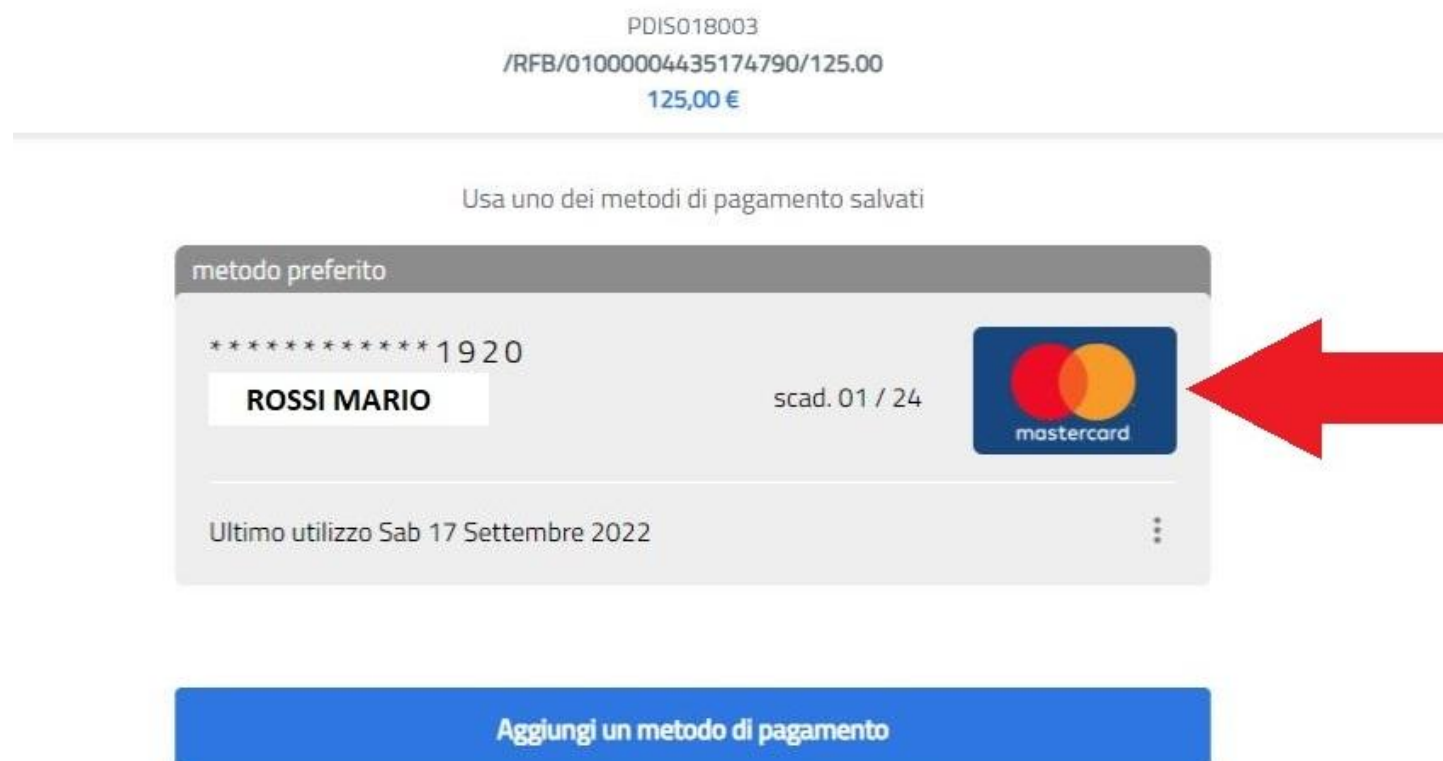 PDIS018003
/RFB/01000004435174790/125.00
125,00 €
Usa uno dei metodi di pagamento salvati
metodo preferito
************1920
ROSSI MARIO
scad. 01 / 24
mastercard
Ultimo utilizzo Sab 17 Settembre 2022
Aggiungi un metodo di pagamento